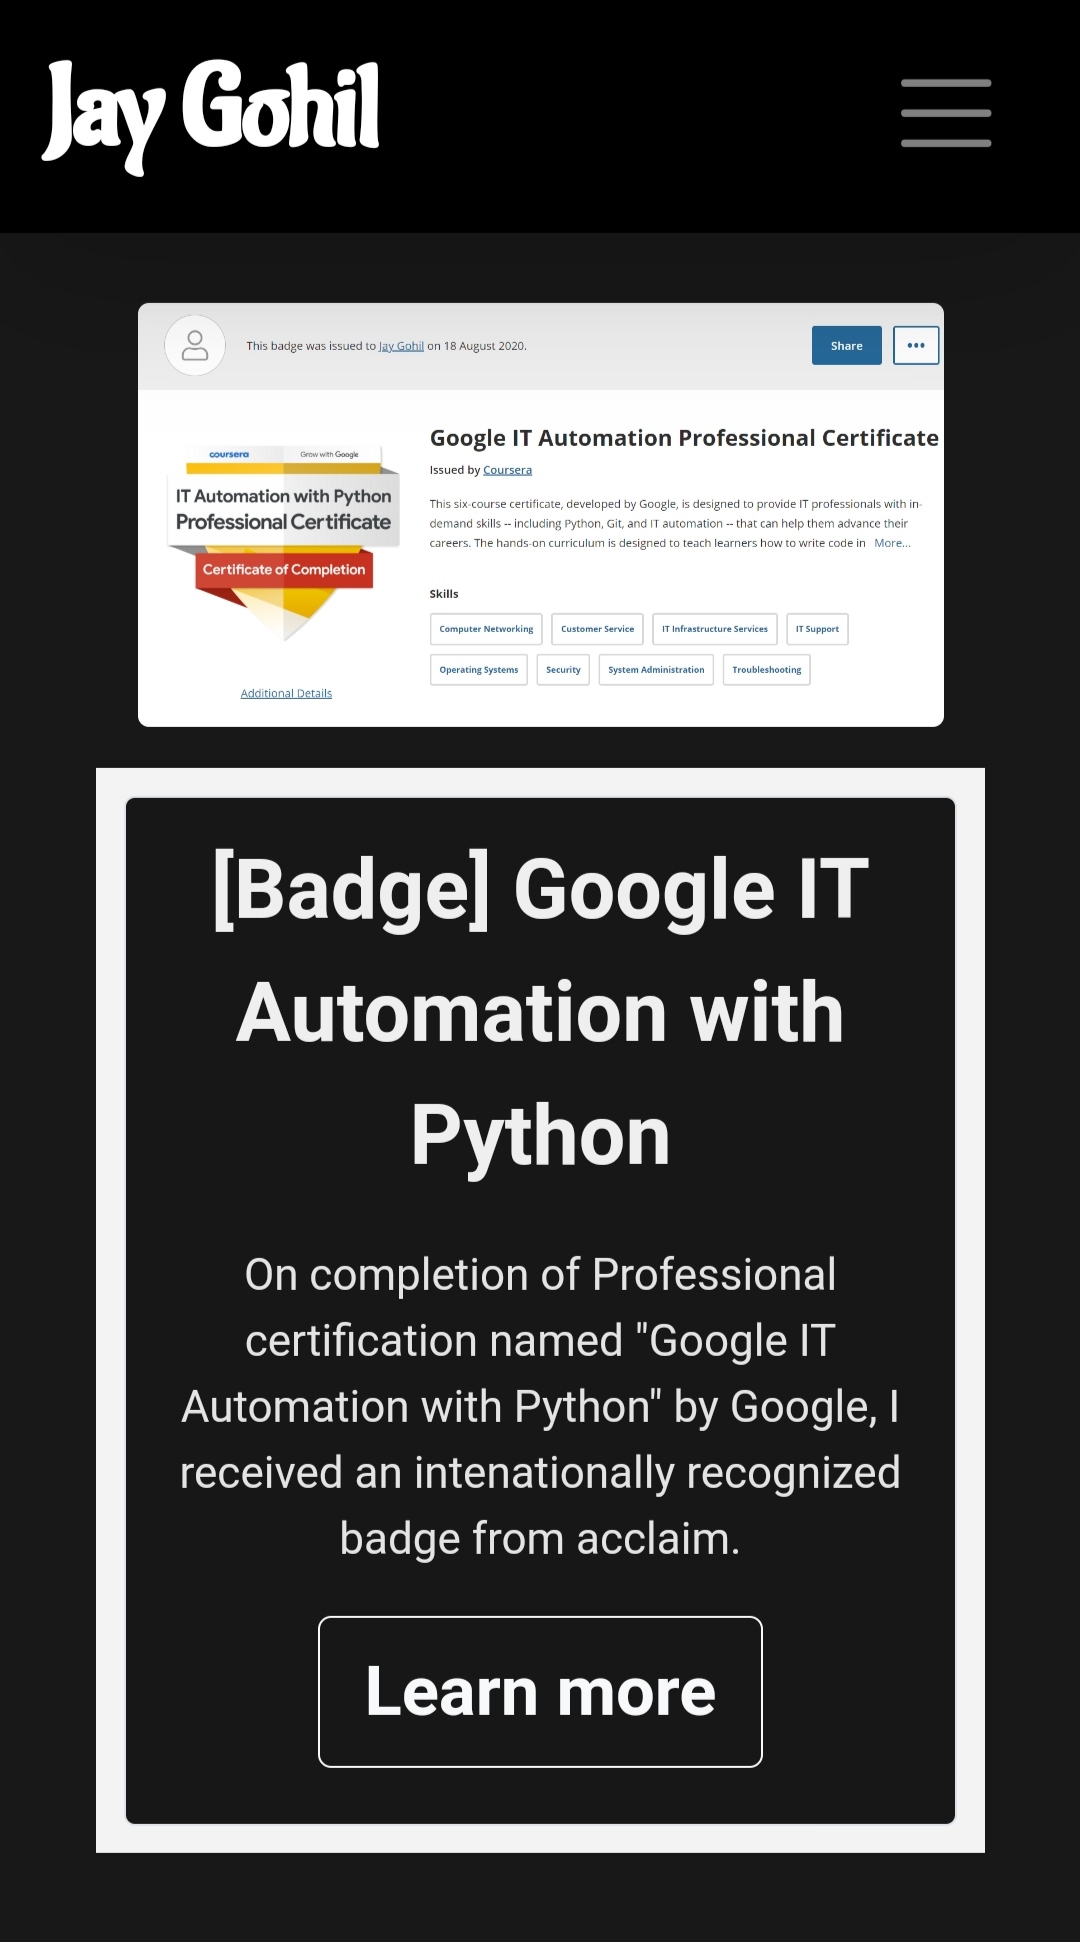 Jay Gohil
This badge was issued to Jay Gohil on 18 August 2020.
Share
Google IT Automation Professional Certificate
Issued by Coursera
This six-course certificate, developed by Google, is designed to provide IT professionals with in-
demand skills -- including Python, Git, and IT automation -- that can help them advance their
careers. The hands-on curriculum is designed to teach learners how to write code in More...
coursera Grow with Google
IT Automation with Python
Professional Certificate
Certificate of Completion
Additional Details
Skills
Computer Networking Customer Service IT Infrastructure Services IT Support
Operating Systems Security System Administration Troubleshooting
[Badge] Google IT
Automation with
Python
On completion of Professional
certification named "Google IT
Automation with Python" by Google, I
received an intenationally recognized
badge from acclaim.
Learn more